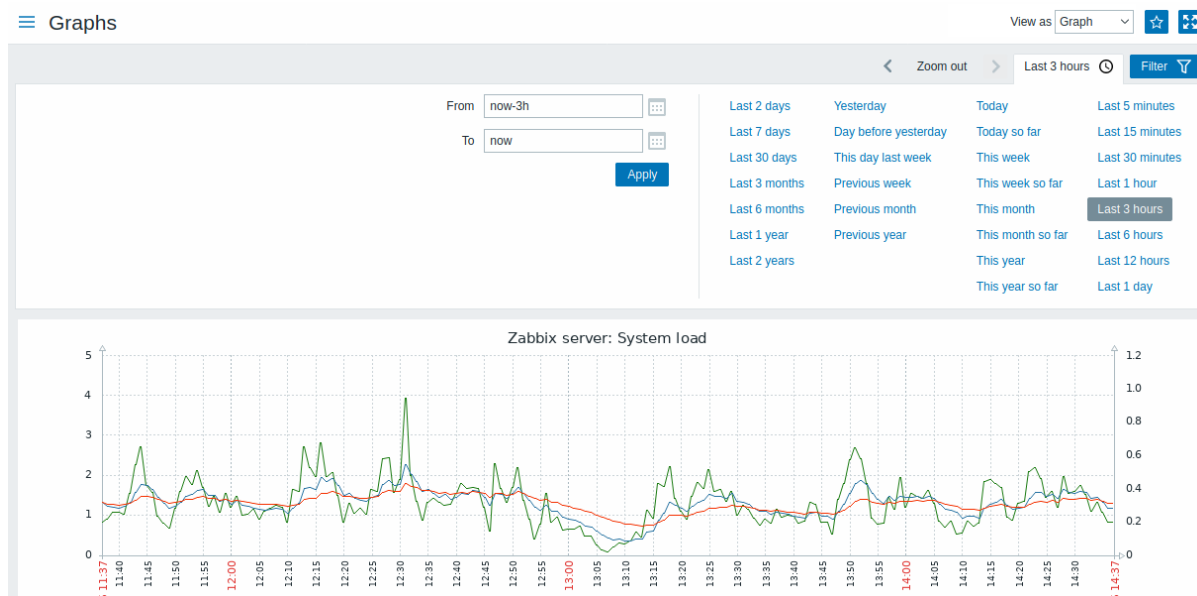 Graphs
View as Graph
Zoom out
Last 3 hours
Filter
From now-3h
To now
Apply
Last 2 days Yesterday Today Last 5 minutes
Last 7 days Day before yesterday Today so far Last 15 minutes
Last 30 days This day last week This week Last 30 minutes
Last 3 months Previous week This week so far Last 1 hour
Last 6 months Previous month This month Last 3 hours
Last 1 year Previous year This month so far Last 6 hours
Last 2 years This year Last 12 hours
This year so far Last 1 day
Zabbix server: System load
5 1.2
4 1.0
3 0.8
2 0.6
1 0.4
0 0.2
0
11:37 11:40 11:45 11:50 11:55 12:00 12:05 12:10 12:15 12:20 12:25 12:30 12:35 12:40 12:45 12:50 12:55 13:00 13:05 13:10 13:15 13:20 13:25 13:30 13:35 13:40 13:45 13:50 13:55 14:00 14:05 14:10 14:15 14:20 14:25 14:30 14:37